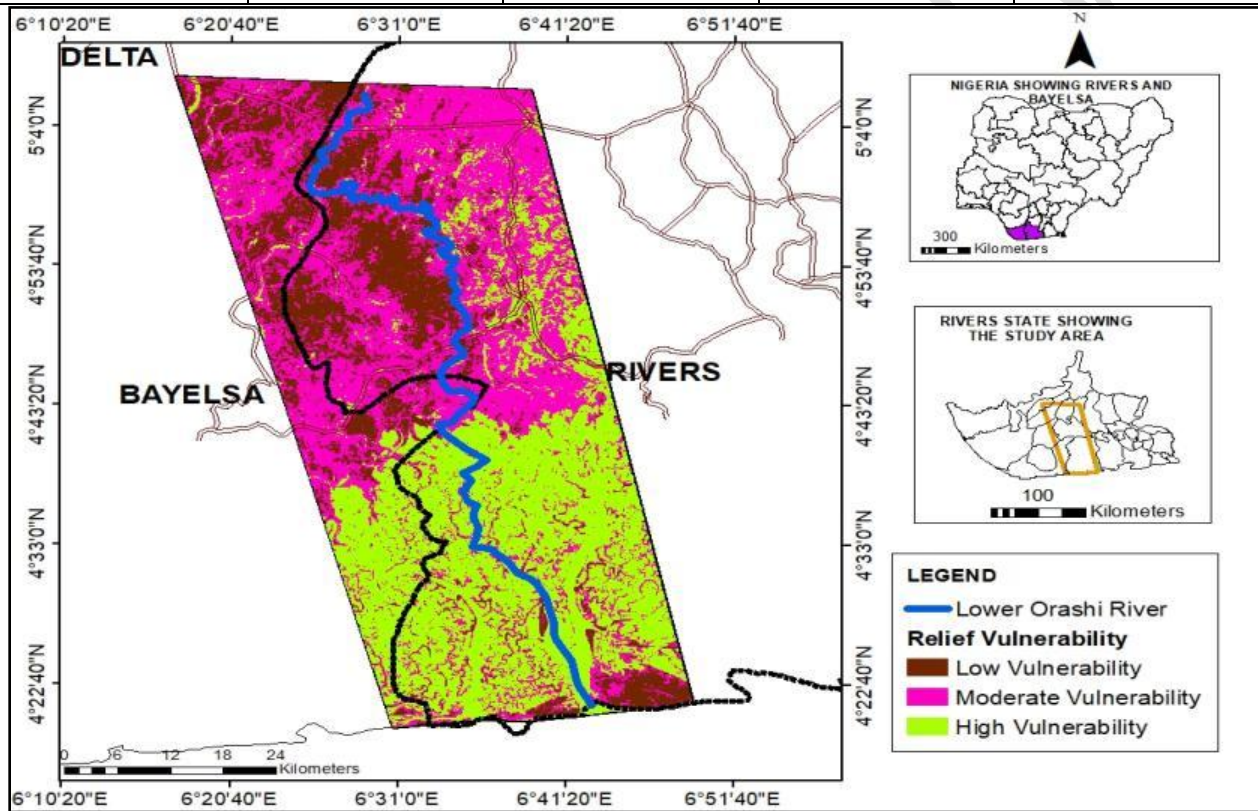 6°10'20"E 6°20'40"E 6°31'0"E 6°41'20"E 6°51'40"E
N
DELTA
NIGERIA SHOWING RIVERS AND
BAYELSA
5°4'0"N 5°4'0"N
300
Kilometers
4°53'40"N 4°53'40"N
RIVERS STATE SHOWING
THE STUDY AREA
RIVERS
BAYELSA
4°43'20"N 4°43'20"N
100
Kilometers
4°33'0"N 4°33'0"N
LEGEND
Lower Orashi River
Relief Vulnerability
Low Vulnerability
Moderate Vulnerability
High Vulnerability
4°22'40"N 4°22'40"N
0 6 12 18 24
Kilometers
6°10'20"E 6°20'40"E 6°31'0"E 6°41'20"E 6°51'40"E